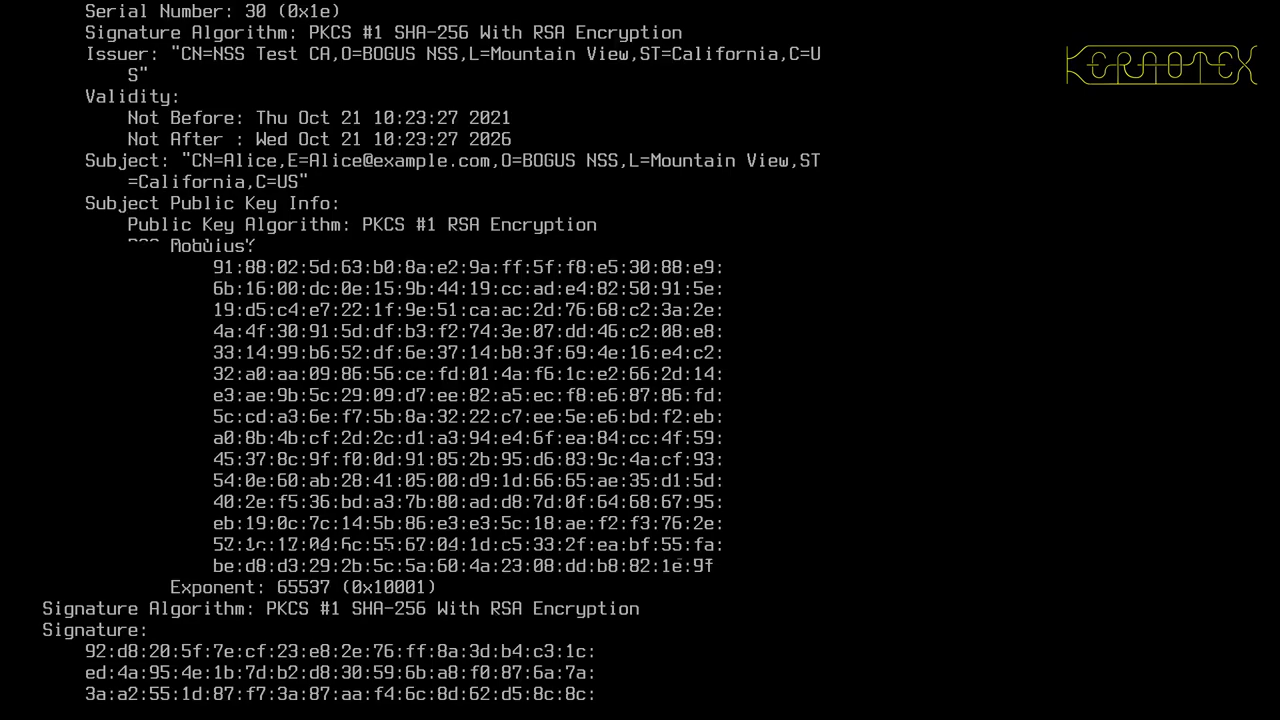 Serial Number: 30 (0x1e)
Signature Algorithm: PKCS #1 SHA-256 With RSA Encryption
Issuer: "CN=NSS Test CA,O=BOGUS NSS,L=Mountain View,ST=California,C=U
S"
Validity:
Not Before: Thu Oct 21 10:23:27 2021
Not After : Wed Oct 21 10:23:27 2026
Subject: "CN=Alice,E=Alice@example.com,O=BOGUS NSS,L=Mountain View,ST
=California,C=US"
Subject Public Key Info:
Public Key Algorithm: PKCS #1 RSA Encryption
91:88:02:5d:63:b0:8a:e2:9a:ff:5f:f8:e5:30:88:e9:
6b:16:00:dc:0e:15:9b:44:19:cc:ad:e4:82:50:91:5e:
19:d5:c4:e7:22:1f:9e:51:ca:ac:2d:76:68:c2:3a:2e:
4a:4f:30:91:5d:df:b3:f2:74:3e:07:dd:46:c2:08:e8:
33:14:99:b6:52:df:6e:37:14:b8:3f:69:4e:16:e4:c2:
32:a0:aa:09:86:56:ce:fd:01:4a:f6:1c:e2:66:2d:14:
e3:ae:9b:5c:29:09:d7:ee:82:a5:ec:f8:e6:87:86:fd:
5c:cd:a3:6e:f7:5b:8a:32:22:c7:ee:5e:e6:bd:f2:eb:
a0:8b:4b:cf:2d:2c:d1:a3:94:e4:6f:ea:84:cc:4f:59:
45:37:8c:9f:f0:0d:91:85:2b:95:d6:83:9c:4a:cf:93:
54:0e:60:ab:28:41:05:00:d9:1d:66:65:ae:35:d1:5d:
40:2e:f5:36:bd:a3:7b:80:ad:d8:7d:0f:64:68:67:95:
eb:19:0c:7c:14:5b:86:e3:e3:5c:18:ae:f2:f3:76:2e:
57:1c:17:04:6c:55:67:04:1d:c5:33:2f:ea:bf:55:fa:
be:d8:d3:29:2b:5c:5a:60:4a:23:08:dd:b8:82:1e:9f
Exponent: 65537 (0x10001)
Signature Algorithm: PKCS #1 SHA-256 With RSA Encryption
Signature:
92:d8:20:5f:7e:cf:23:e8:2e:76:ff:8a:3d:b4:c3:1c:
ed:4a:95:4e:1b:7d:b2:d8:30:59:6b:a8:f0:87:6a:7a:
3a:a2:55:1d:87:f7:3a:87:aa:f4:6c:8d:62:d5:8c:8c: